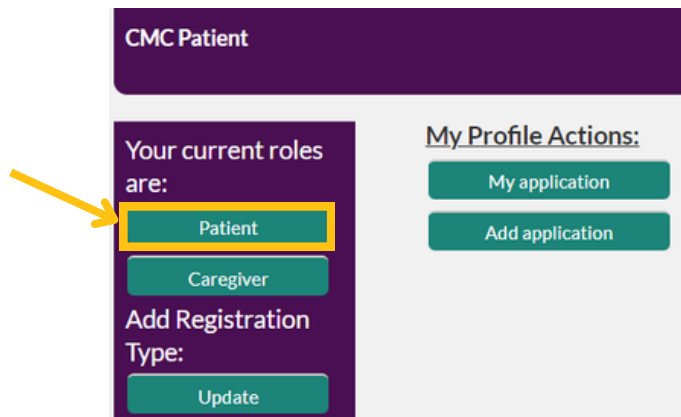 CMC Patient
Your current roles
are:
Patient
Caregiver
Add Registration
Type:
Update
My Profile Actions:
My application
Add application